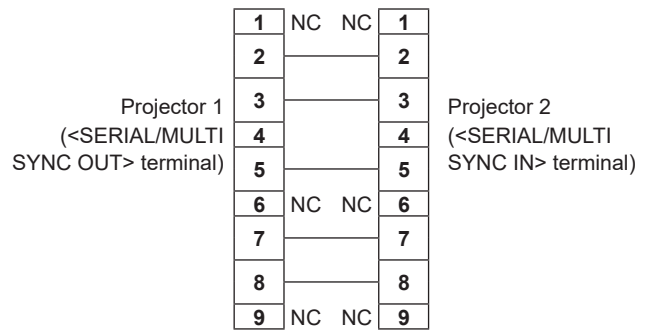 1 NC NC 1
2 2
3 3
Projector 1
(<SERIAL/MULTI
SYNC OUT> terminal)
Projector 2
(<SERIAL/MULTI
SYNC IN> terminal)
4 4
5 5
6 NC NC 6
7 7
8 8
9 NC NC 9